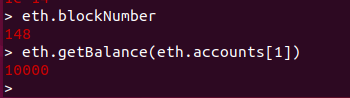 > eth.blockNumber
148
> eth.getBalance(eth.accounts[1])
10000
>